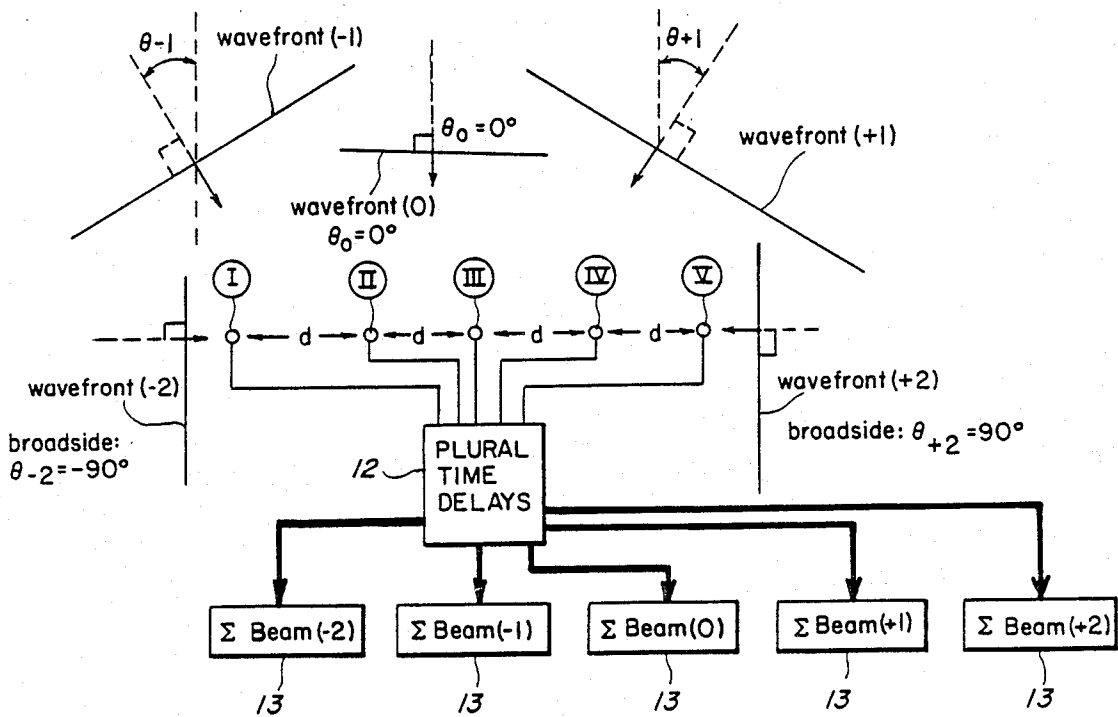 θ-1
wavefront (-1)
θ0 = 0°
wavefront (0)
θ0 = 0°
θ+1
wavefront (+1)
I II III IV V
d d d d
wavefront (-2)
broadside:
θ-2 = -90°
wavefront (+2)
broadside: θ+2 = 90°
12
PLURAL
TIME
DELAYS
Σ Beam (-2)
Σ Beam(-1)
Σ Beam(0)
Σ Beam(+1)
Σ Beam (+2)
13 13 13 13 13